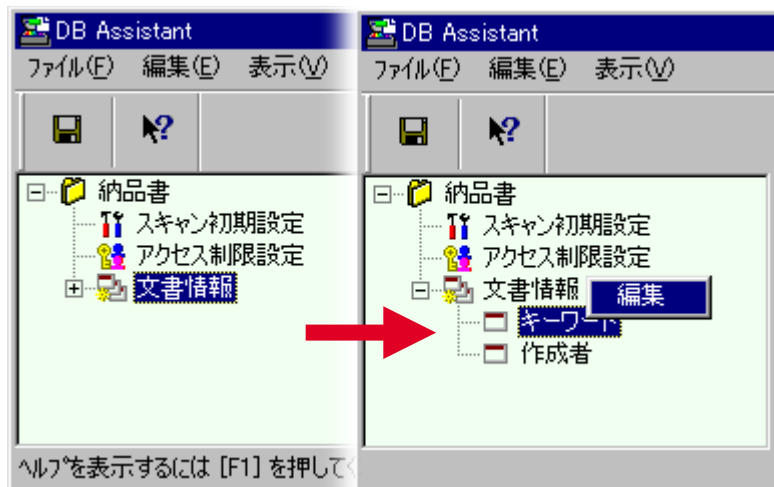 DB Assistant
ファイル(F) 編集(E) 表示(V)
納品書
スキャン初期設定
アクセス制限設定
文書情報
ヘルプを表示するには [F1] を押して
DB Assistant
ファイル(F) 編集(E) 表示(V)
納品書
スキャン初期設定
アクセス制限設定
文書情報
編集
キーワード
作成者